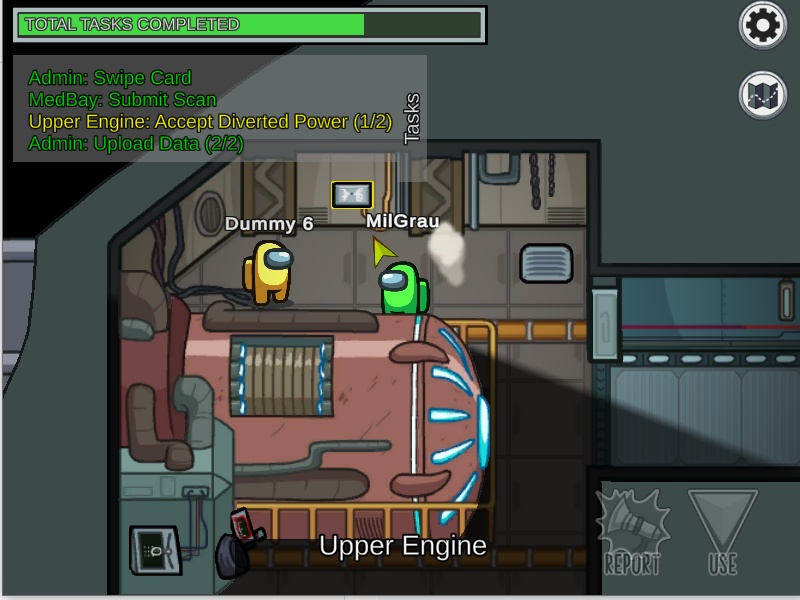 TOTAL TASKS COMPLETED
Admin: Swipe Card
MedBay: Submit Scan
Upper Engine: Accept Diverted Power (1/2)
Admin: Upload Data (2/2)
Tasks
Dummy 6
MilGrau
Upper Engine
REPORT
USE